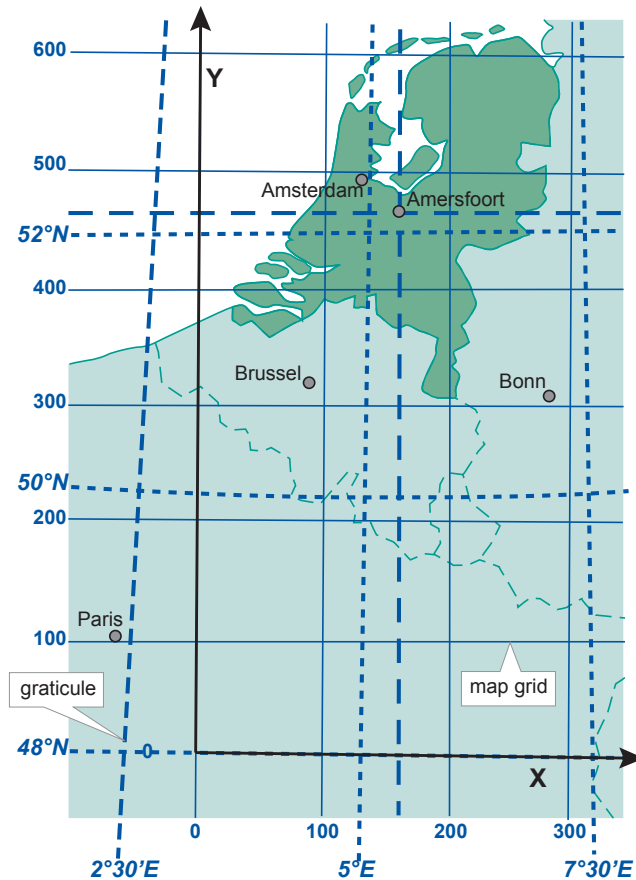 600
Y
500
Amsterdam
Amersfoort
52°N
400
Brussel
Bonn
300
50°N
200
Paris
100
graticule
map grid
48°N
0
X
0 100 200 300
2°30'E 5°E 7°30'E